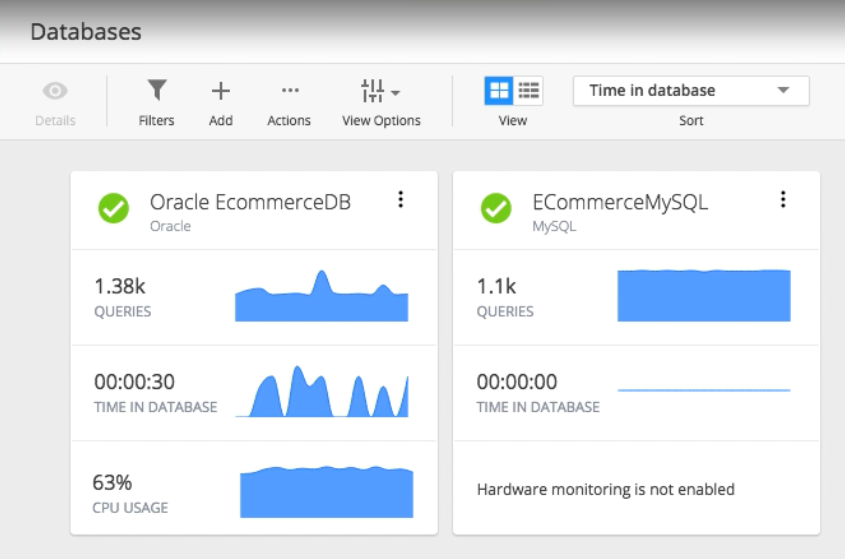 Databases
Details
Filters
Add
Actions
View Options
View
Time in database
Sort
Oracle EcommerceDB
Oracle
1.38k
QUERIES
00:00:30
TIME IN DATABASE
63%
CPU USAGE
ECommerceMySQL
MySQL
1.1k
QUERIES
00:00:00
TIME IN DATABASE
Hardware monitoring is not enabled